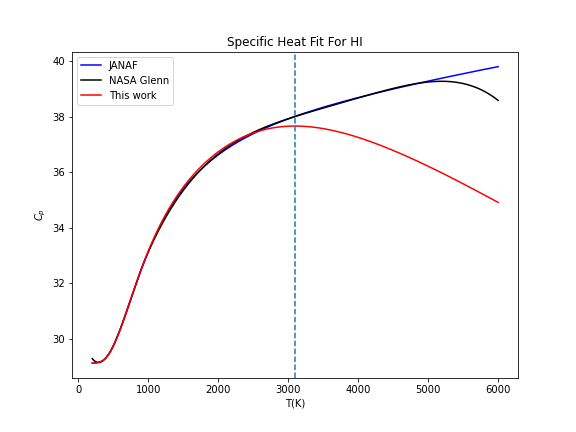 Specific Heat Fit For HI
JANAF
NASA Glenn
This work
40
38
36
34
32
30
C_p
0 1000 2000 3000 4000 5000 6000
T(K)